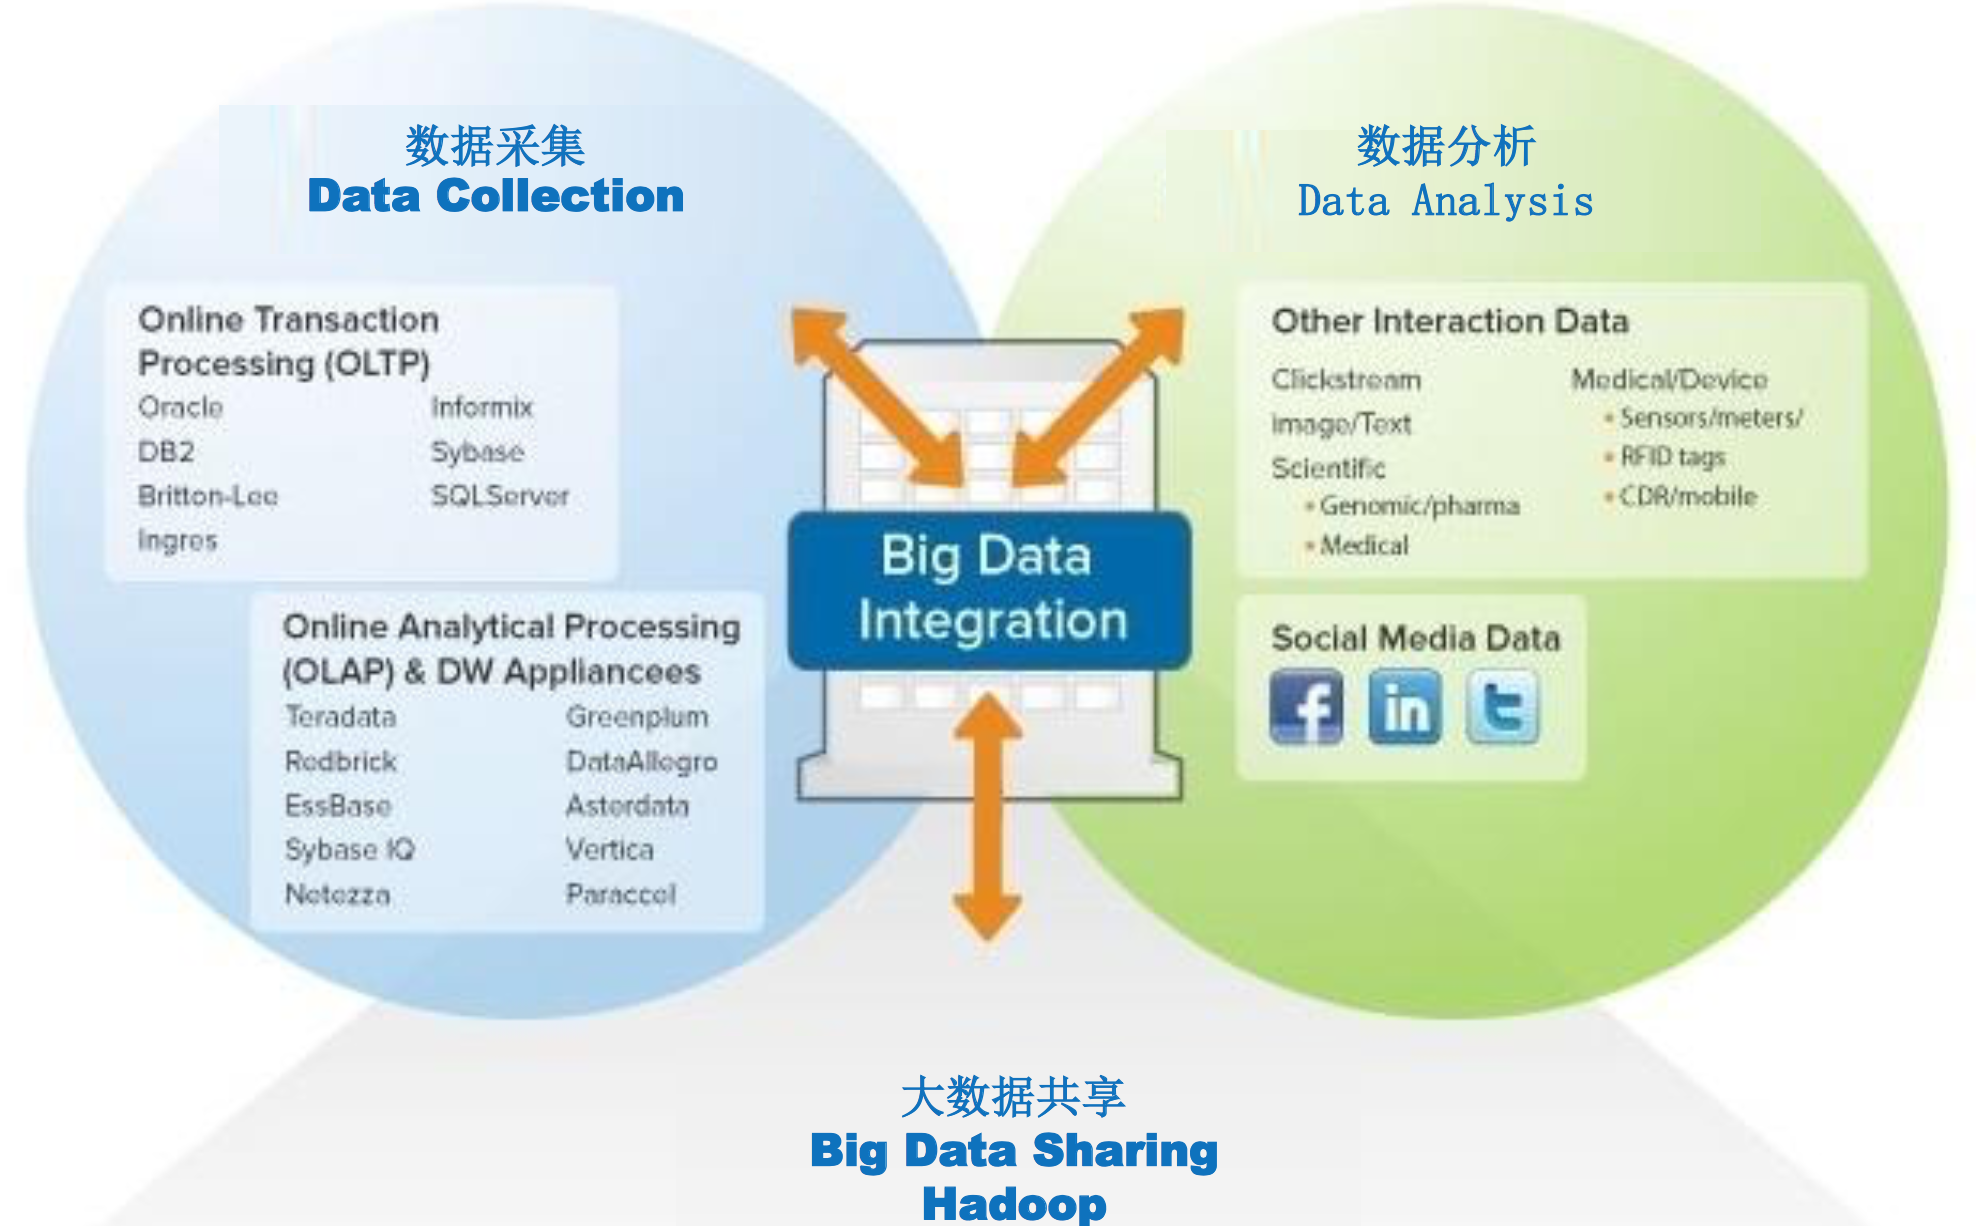 数据采集
Data Collection
Online Transaction
Processing (OLTP)
Oracle
DB2
Britton-Lee
Ingres
Informix
Sybase
SQLServer
Online Analytical Processing
(OLAP) & DW Appliancees
Teradata
Redbrick
EssBase
Sybase IQ
Netezza
Greenplum
DataAllegro
Asterdata
Vertica
Paraccel
Big Data
Integration
数据分析
Data Analysis
Other Interaction Data
Clickstream
Image/Text
Scientific
• Genomic/pharma
• Medical
Medical/Device
• Sensors/meters/
• RFID tags
• CDR/mobile
Social Media Data
f
in
t
大数据共享
Big Data Sharing
Hadoop